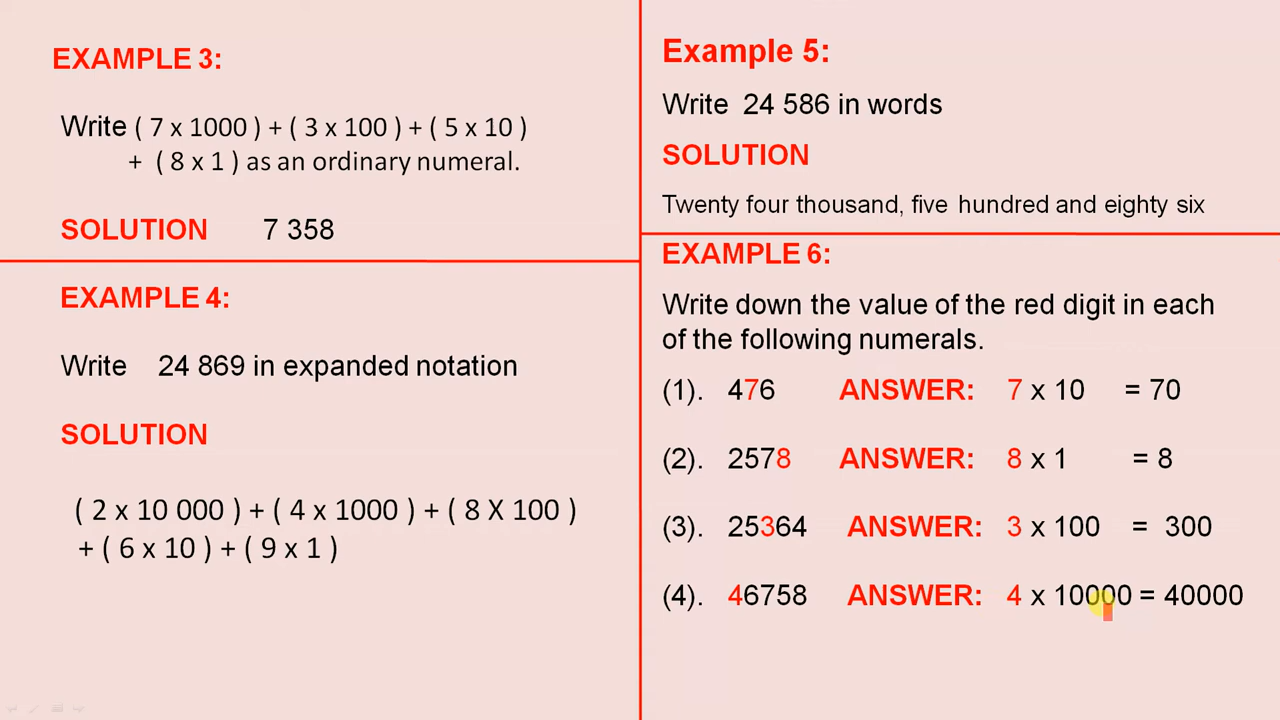 EXAMPLE 3:
Write ( 7 x 1000 ) + ( 3 x 100 ) + ( 5 x 10 )
+ ( 8 x 1 ) as an ordinary numeral.
SOLUTION 7 358
EXAMPLE 4:
Write 24 869 in expanded notation
SOLUTION
( 2 x 10 000 ) + ( 4 x 1000 ) + ( 8 X 100 )
+ ( 6 x 10 ) + ( 9 x 1 )
Example 5:
Write 24 586 in words
SOLUTION
Twenty four thousand, five hundred and eighty six
EXAMPLE 6:
Write down the value of the red digit in each
of the following numerals.
(1). 476 ANSWER: 7 x 10 = 70
(2). 2578 ANSWER: 8 x 1 = 8
(3). 25364 ANSWER: 3 x 100 = 300
(4). 46758 ANSWER: 4 x 10000 = 40000